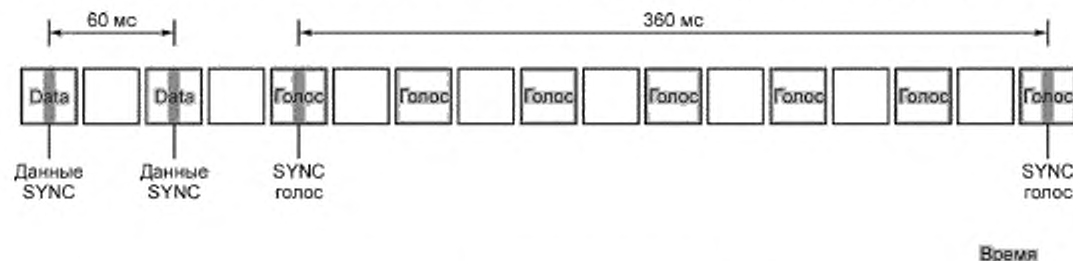 60 мс
360 мс
Data
Data
Голос
Голос
Голос
Голос
Голос
Голос
Голос
Данные
SYNC
Данные
SYNC
SYNC
голос
SYNC
голос
Время